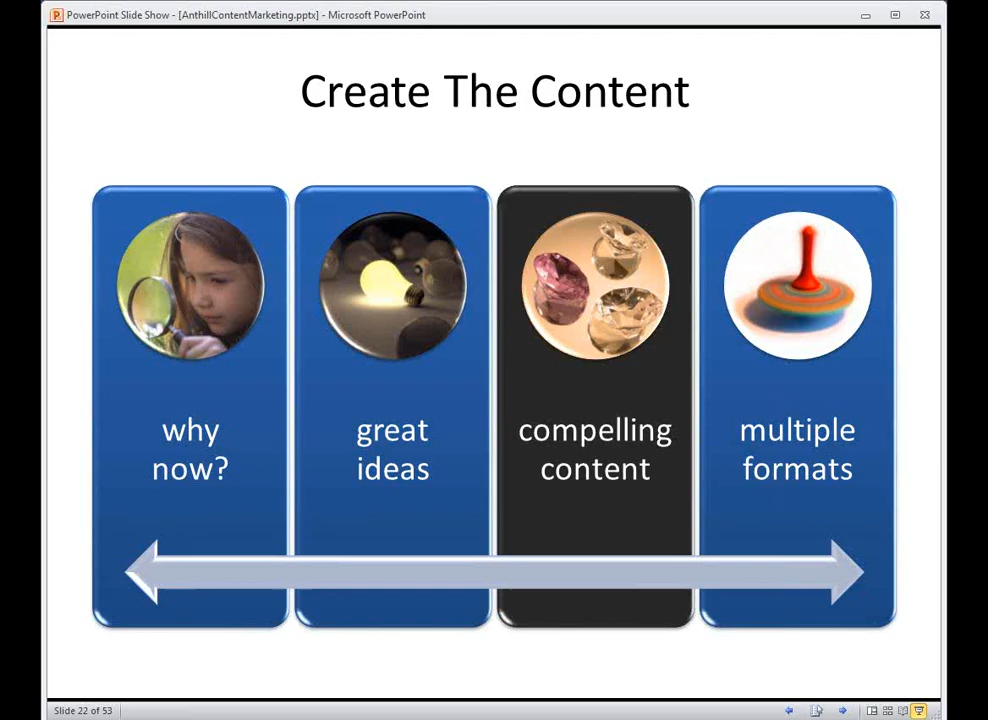 PowerPoint Slide Show - [AnthillContentMarketing.pptx] - Microsoft PowerPoint
Create The Content
why
now?
great
ideas
compelling
content
multiple
formats
Slide 22 of 53